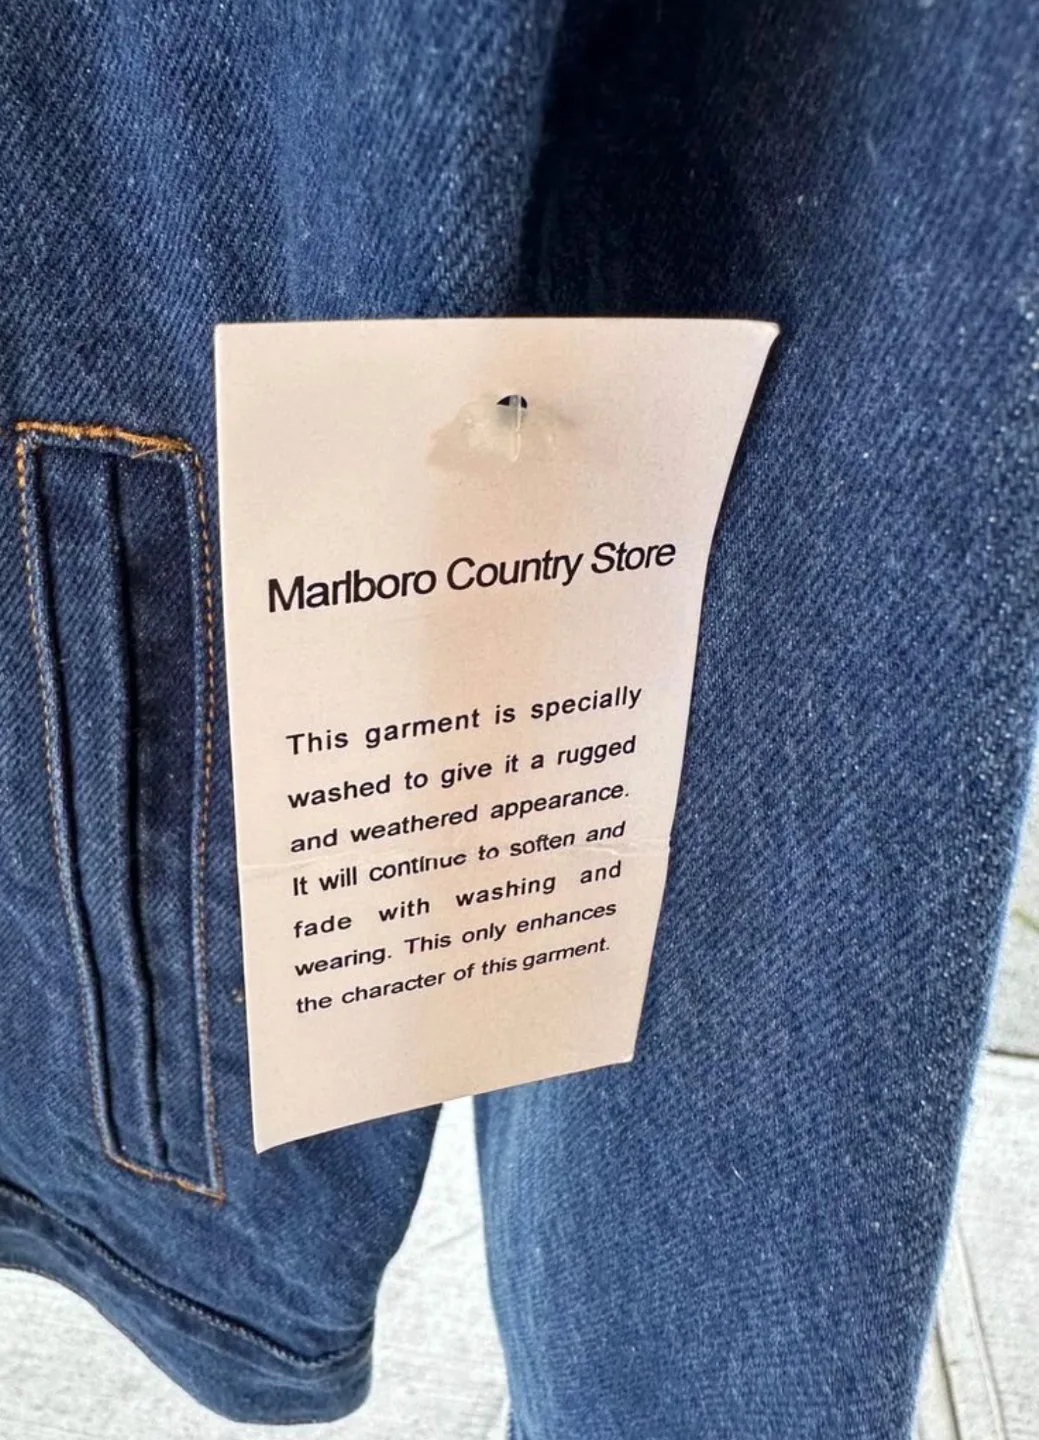 Marlboro Country Store
This garment is specially
washed to give it a rugged
and weathered appearance.
It will continue to soften and
fade with washing and
wearing. This only enhances
the character of this garment.